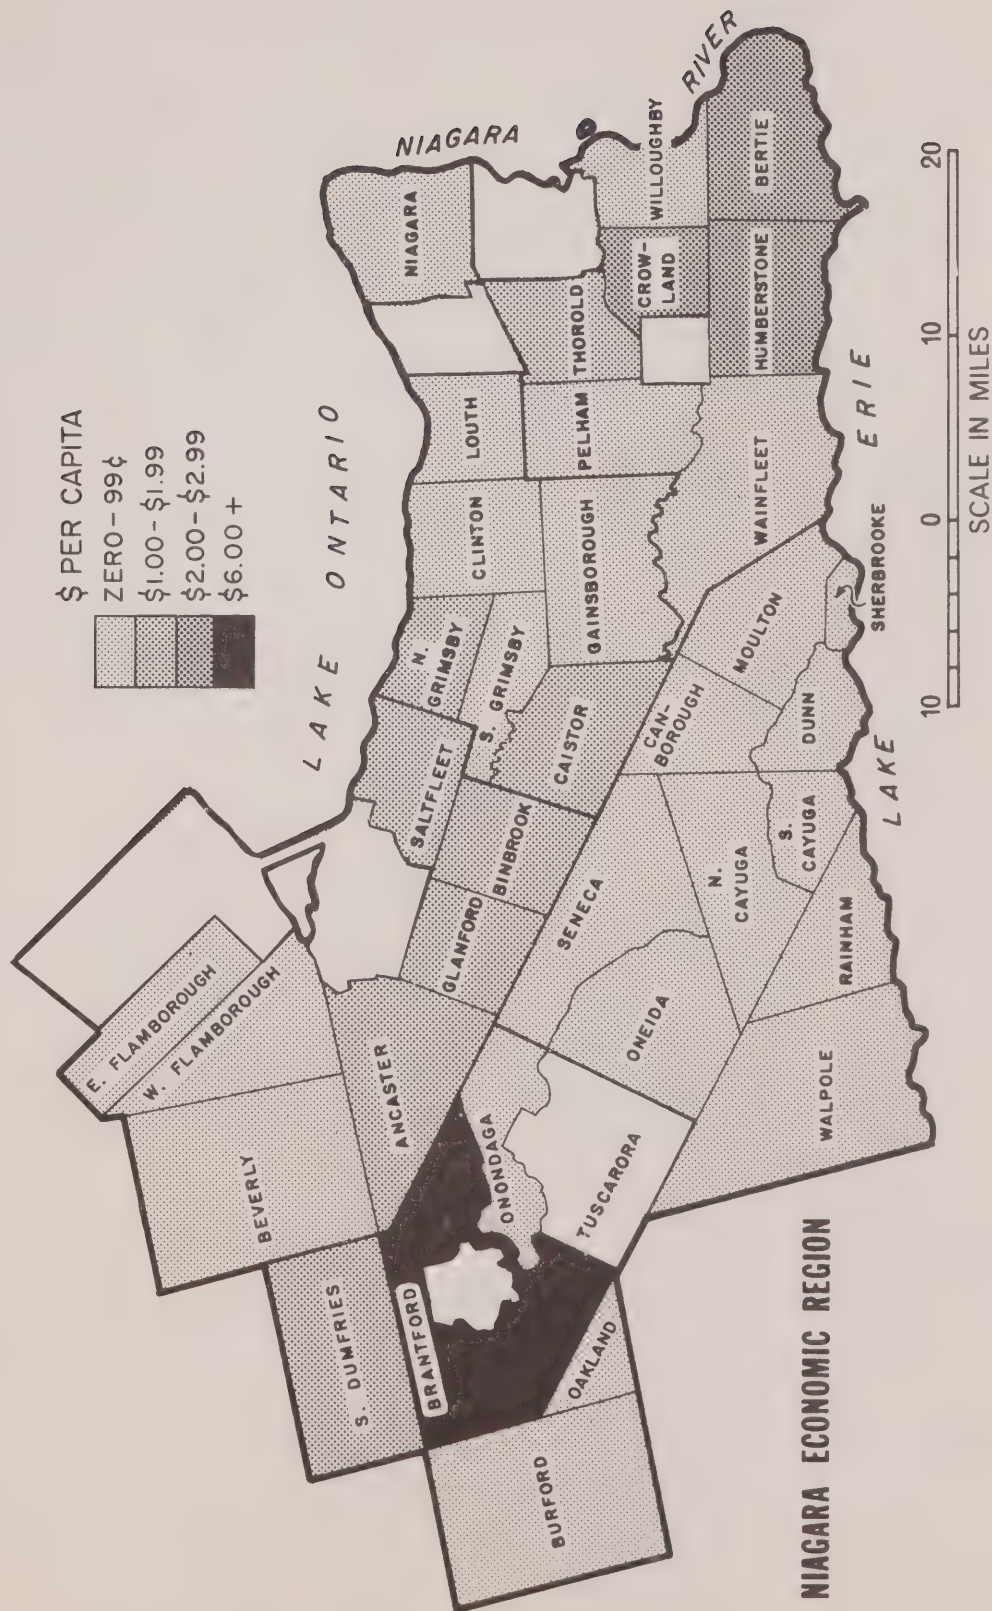 $ PER CAPITA
ZERO-99¢
$1.00-$1.99
$2.00-$2.99
$6.00+
LAKE ONTARIO
NIAGARA RIVER
E. FLAMBOROUGH
W. FLAMBOROUGH
BEVERLY
ANCASTER
S. DUMFRIES
BRANTFORD
BURFORD
OAKLAND
ONONDAGA
TUSCARORA
GLANFORD
BINBROOK
SALTFLEET
N.
GRIMSBY
S.
GRIMSBY
CAISTOR
CLINTON
GAINSBOROUGH
LOUTH
PELHAM
THOROLD
NIAGARA
CROW-
LAND
WILLOUGHBY
BERTIE
HUMBERSTONE
WAINFLEET
MOULTON
CAN-
BOROUGH
SHERBROOKE
DUNN
SENECA
N.
CAYUGA
S.
CAYUGA
ONEIDA
RAINHAM
WALPOLE
LAKE ERIE
NIAGARA ECONOMIC REGION
10 0 10 20
SCALE IN MILES